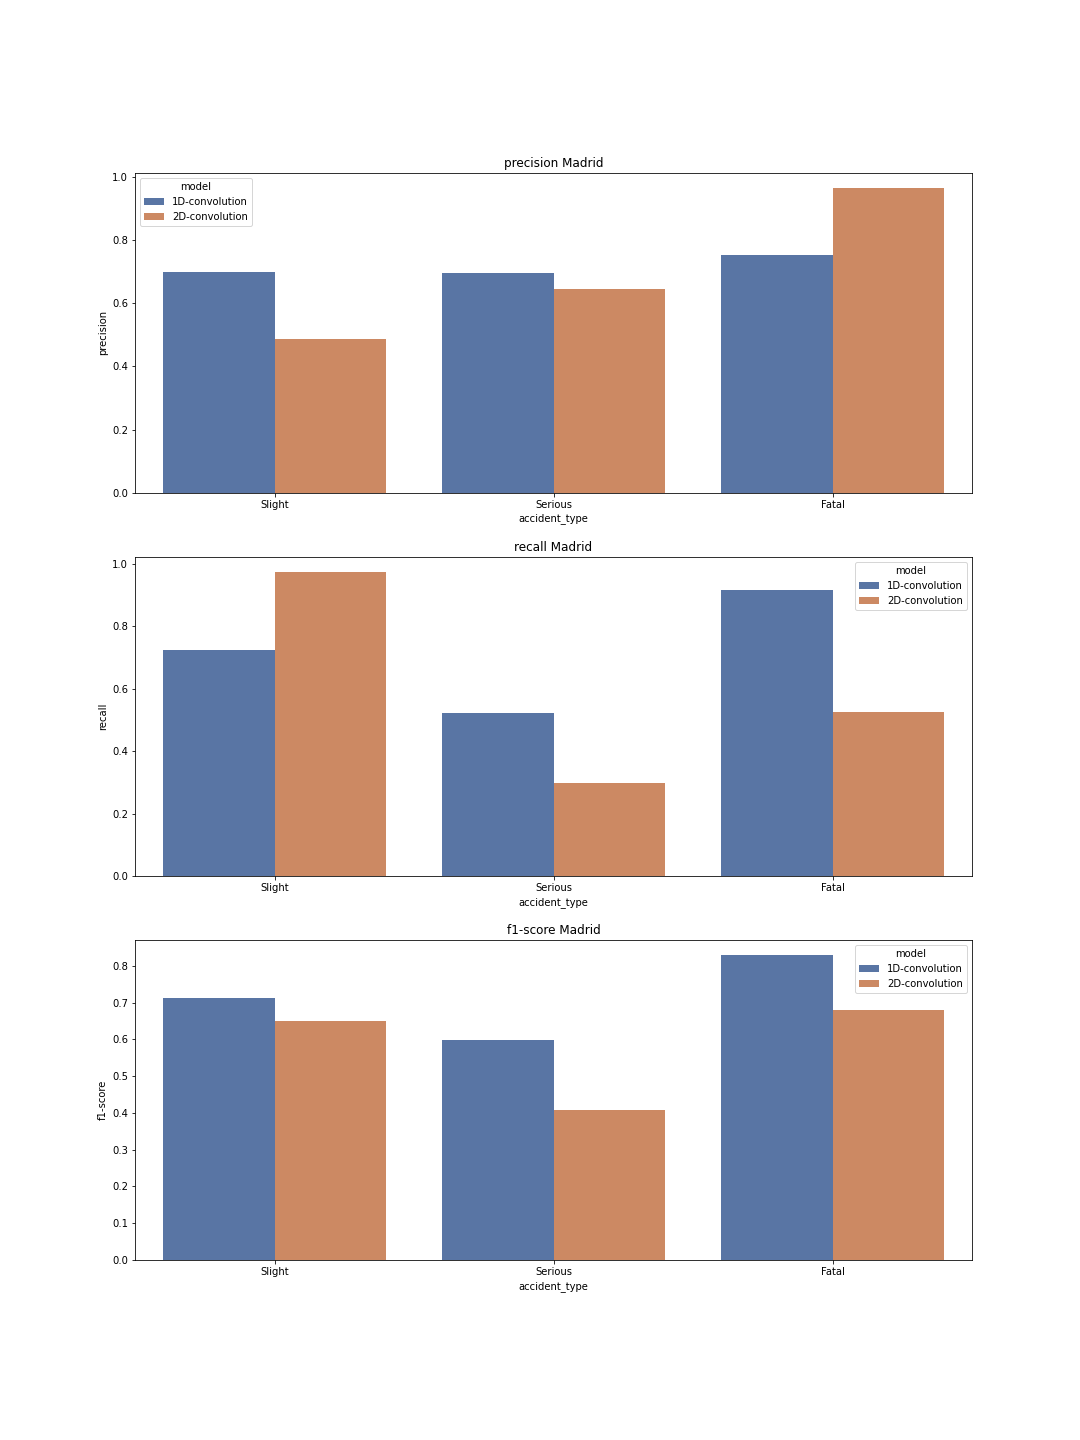 precision Madrid
model
1D-convolution
2D-convolution
1.0
0.8
0.6
0.4
0.2
0.0
precision
Slight Serious Fatal
accident_type
recall Madrid
model
1D-convolution
2D-convolution
1.0
0.8
0.6
0.4
0.2
0.0
recall
Slight Serious Fatal
accident_type
f1-score Madrid
model
1D-convolution
2D-convolution
0.8
0.7
0.6
0.5
0.4
0.3
0.2
0.1
0.0
f1-score
Slight Serious Fatal
accident_type